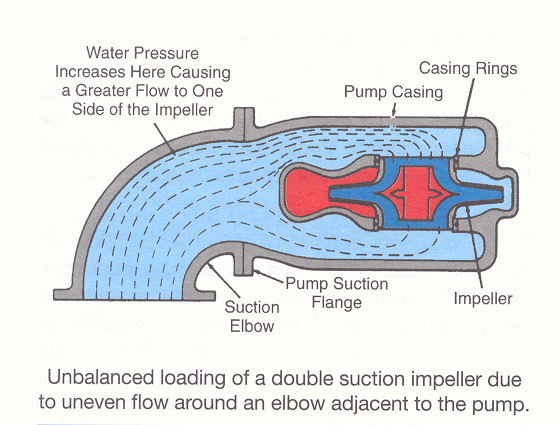 Water Pressure
Increases Here Causing
a Greater Flow to One
Side of the Impeller
Casing Rings
Pump Casing
Pump Suction
Flange
Impeller
Suction
Elbow
Unbalanced loading of a double suction impeller due
to uneven flow around an elbow adjacent to the pump.